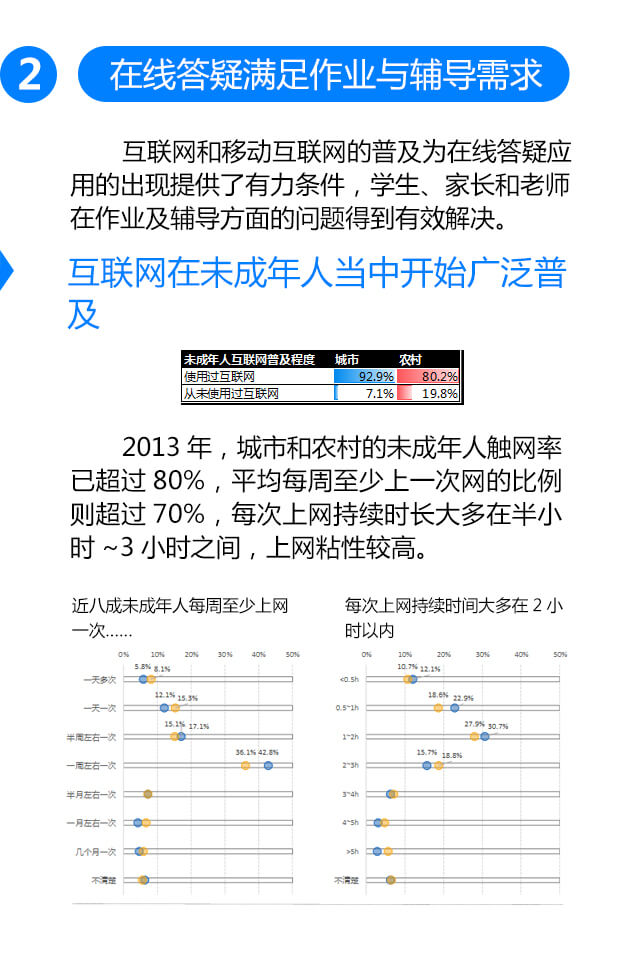 2
在线答疑满足作业与辅导需求
互联网和移动互联网的普及为在线答疑应
用的出现提供了有力条件，学生、家长和老师
在作业及辅导方面的问题得到有效解决。
互联网在未成年人当中开始广泛普
及
未成年人互联网普及程度 城市 农村
使用过互联网 92.9% 80.2%
从未使用过互联网 7.1% 19.8%
2013 年，城市和农村的未成年人触网率
已超过 80%，平均每周至少上一次网的比例
则超过 70%，每次上网持续时长大多在半小
时 ~3 小时之间，上网粘性较高。
近八成未成年人每周至少上网
一次……
0% 10% 20% 30% 40% 50%
一天多次 5.8% 8.1%
一天一次 12.1% 15.3%
半周左右一次 15.1% 17.1%
一周左右一次 36.1% 42.8%
半月左右一次
一月左右一次
几个月一次
不清楚
每次上网持续时间大多在 2 小
时以内
0% 10% 20% 30% 40% 50%
<0.5h 10.7% 12.1%
0.5~1h 18.6% 22.9%
1~2h 27.9% 30.7%
2~3h 15.7% 18.8%
3~4h
4~5h
>5h
不清楚